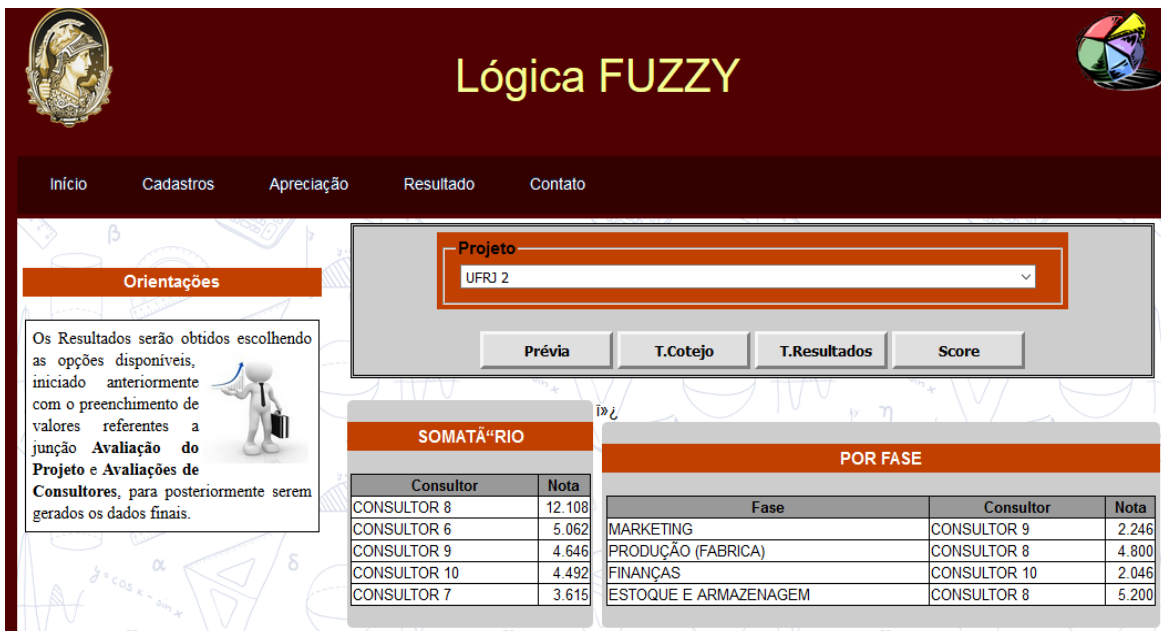 Lógica FUZZY
Início Cadastros Apreciação Resultado Contato
Orientações
Os Resultados serão obtidos escolhendo
as opções disponíveis,
iniciado anteriormente
com o preenchimento de
valores referentes a
junção Avaliação do
Projeto e Avaliações de
Consultores, para posteriormente serem
gerados os dados finais.
Projeto
UFRJ 2
Prévia T.Cotejo T.Resultados Score
SOMATÃ“RIO
Consultor Nota
CONSULTOR 8 12.108
CONSULTOR 6 5.062
CONSULTOR 9 4.646
CONSULTOR 10 4.492
CONSULTOR 7 3.615
ï»¿
POR FASE
Fase Consultor Nota
MARKETING CONSULTOR 9 2.246
PRODUÇÃO (FABRICA) CONSULTOR 8 4.800
FINANÇAS CONSULTOR 10 2.046
ESTOQUE E ARMAZENAGEM CONSULTOR 8 5.200
β
α
δ
η
y = cos x - sin x